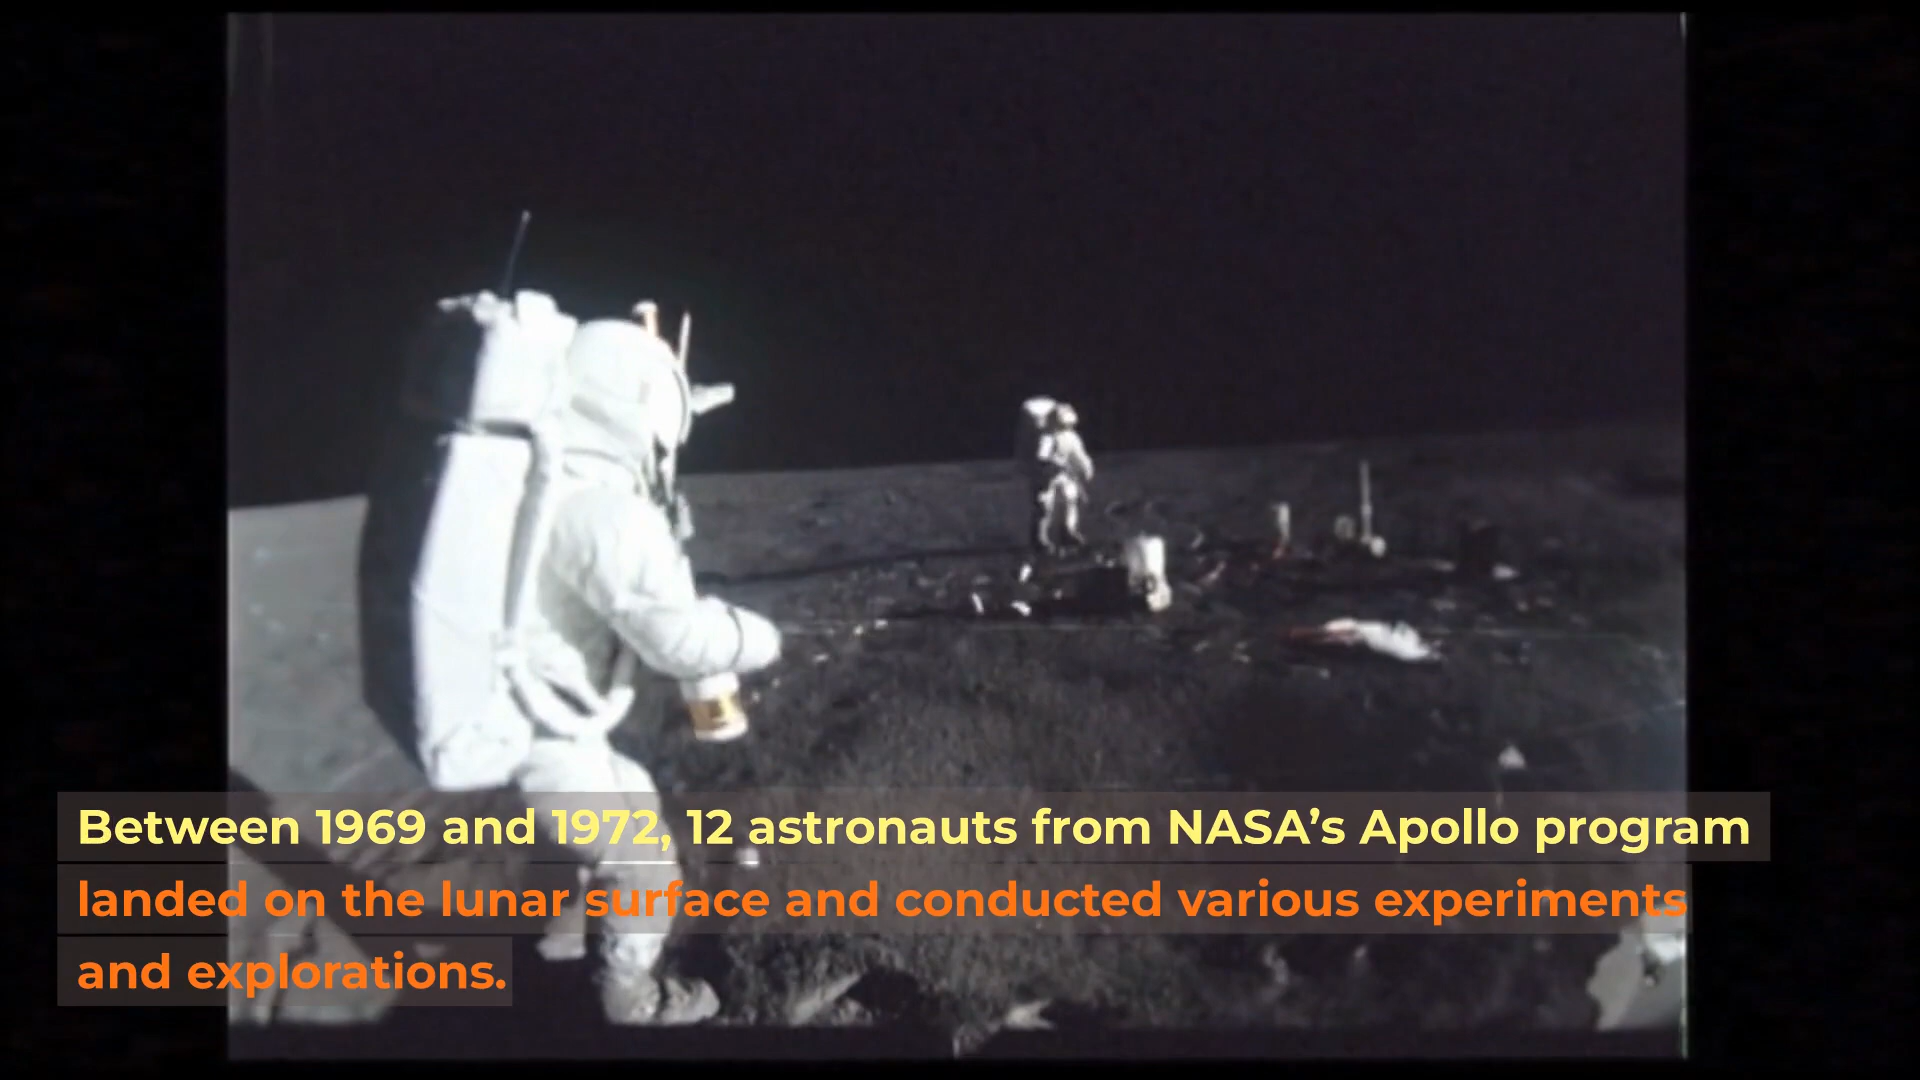 Between 1969 and 1972, 12 astronauts from NASA’s Apollo program
landed on the lunar surface and conducted various experiments
and explorations.